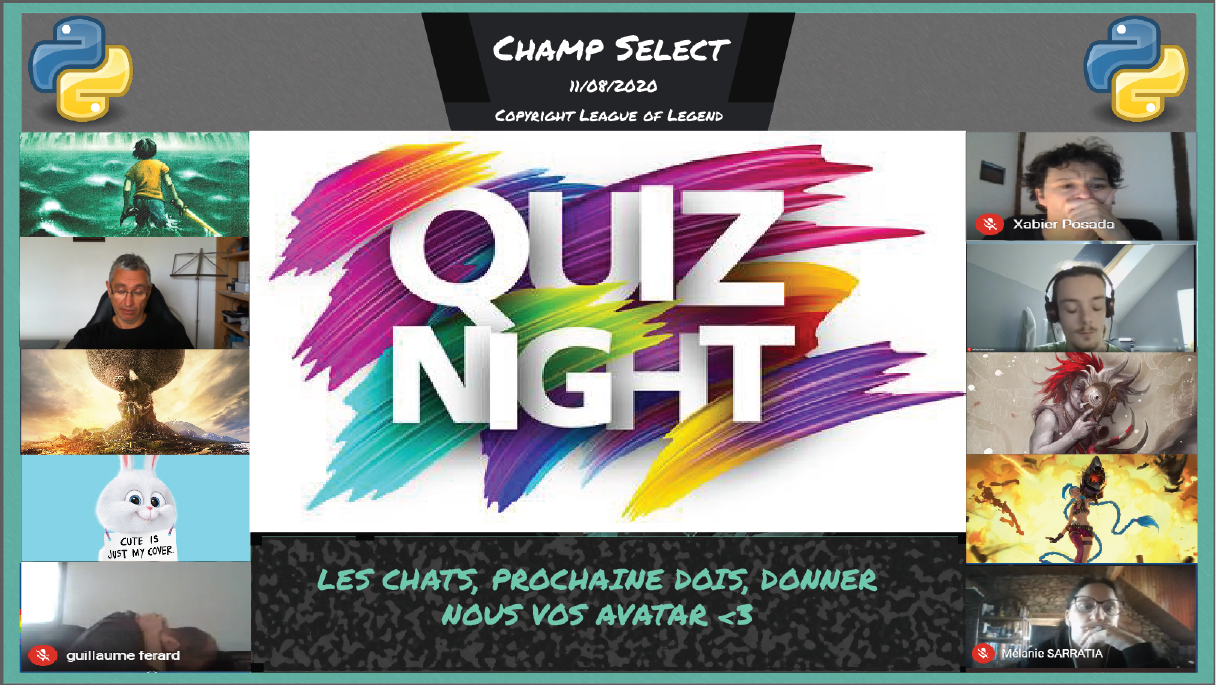 Champ Select
11/08/2020
Copyright League of Legend
QUIZ
NIGHT
Xabier Posada
CUTE IS
JUST MY COVER.
guillaume ferard
LES CHATS, PROCHAINE DOIS, DONNER
NOUS VOS AVATAR <3
Mélanie SARRATIA